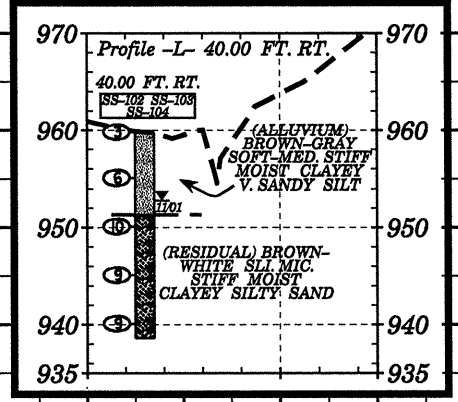 970 970
Profile -L- 40.00 FT. RT.
40.00 FT. RT.
SS-102 SS-103
SS-104
960 960
3
(ALLUVIUM)
BROWN-GRAY
SOFT-MED. STIFF
MOIST CLAYEY
V. SANDY SILT
6
11/01
950 950
10
(RESIDUAL) BROWN-
WHITE SLI. MIC.
STIFF MOIST
CLAYEY SILTY SAND
9
940 940
9
935 935